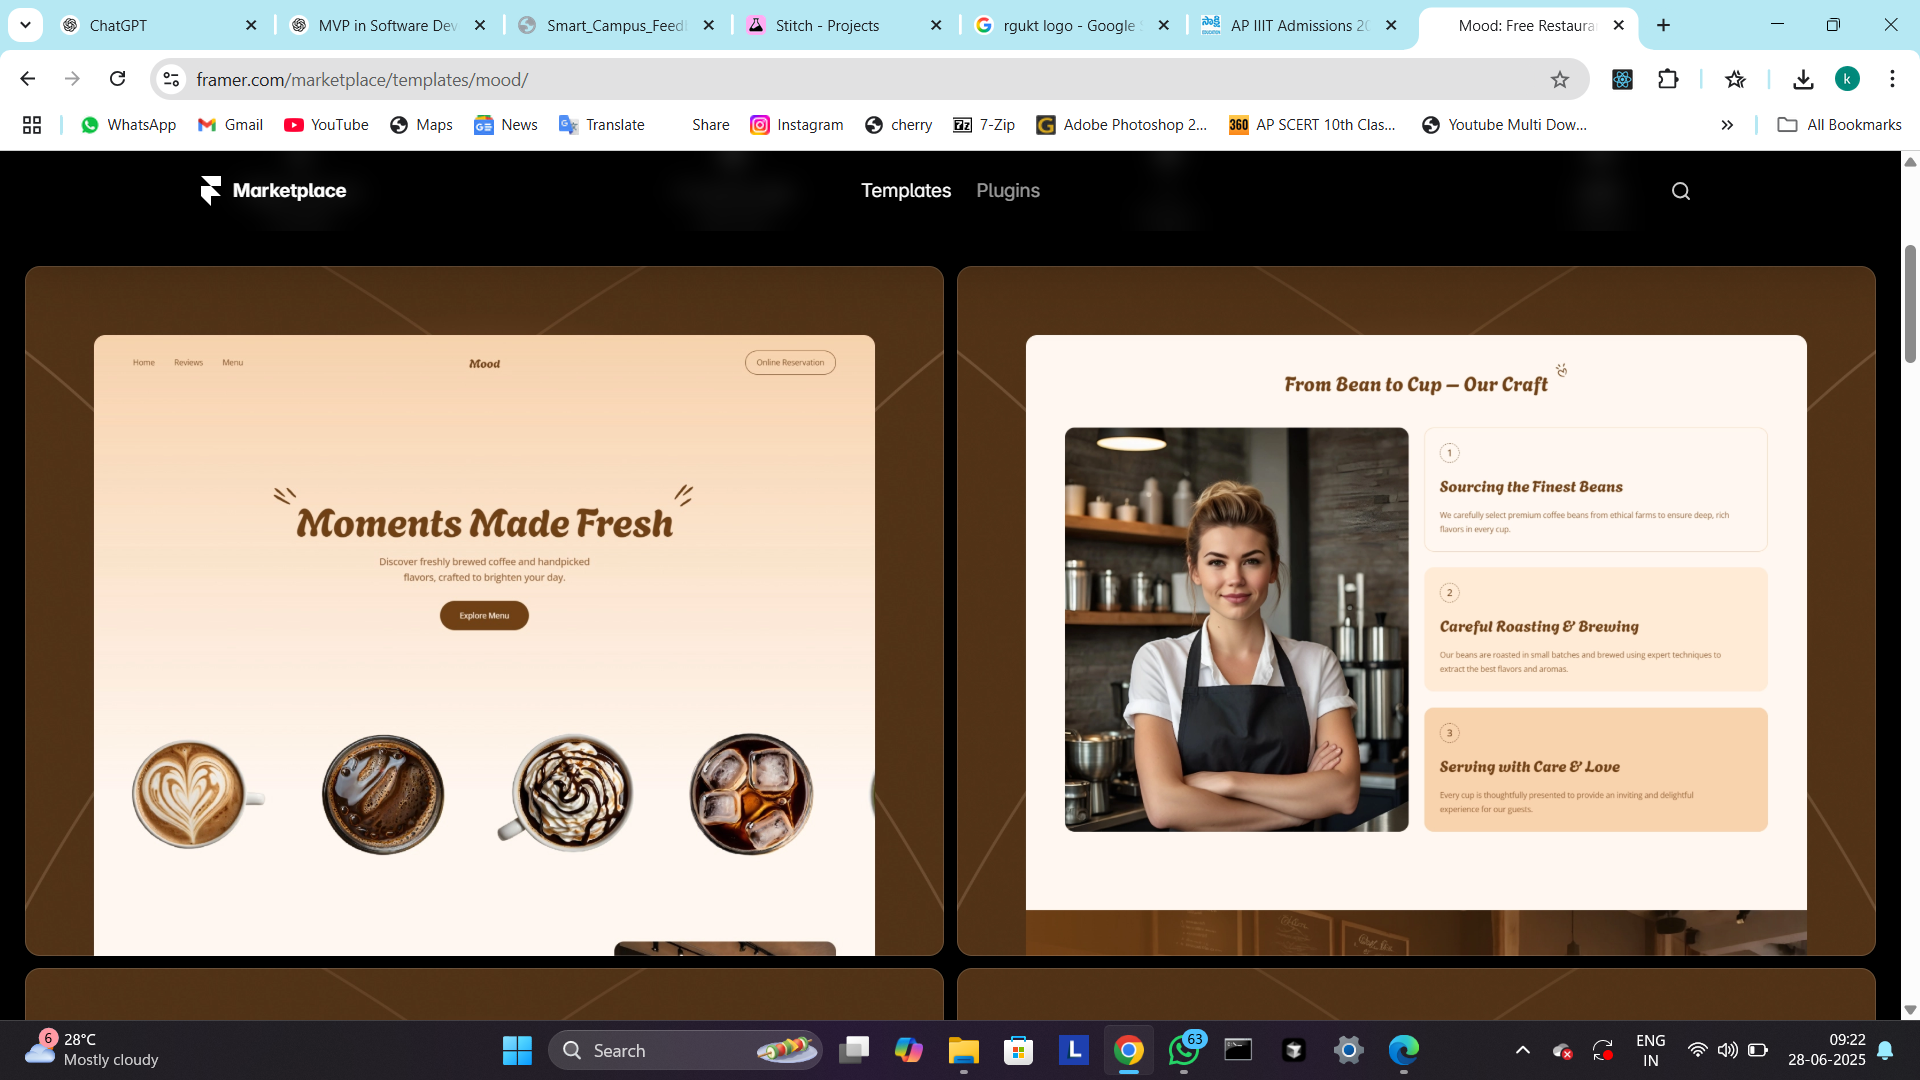 ChatGPT
MVP in Software Dev
Smart_Campus_Feed
Stitch - Projects
rgukt logo - Google
AP IIIT Admissions 20
Mood: Free Restaura
framer.com/marketplace/templates/mood/
k
WhatsApp
Gmail
YouTube
Maps
News
Translate
Share
Instagram
cherry
7-Zip
Adobe Photoshop 2...
360
AP SCERT 10th Clas...
Youtube Multi Dow...
All Bookmarks
Marketplace
Templates
Plugins
Home
Reviews
Menu
Mood
Online Reservation
Moments Made Fresh
Discover freshly brewed coffee and handpicked
flavors, crafted to brighten your day.
Explore Menu
From Bean to Cup – Our Craft
1
Sourcing the Finest Beans
We carefully select premium coffee beans from ethical farms to ensure deep, rich
flavors in every cup.
2
Careful Roasting & Brewing
Our beans are roasted in small batches and brewed using expert techniques to
extract the best flavors and aromas.
3
Serving with Care & Love
Every cup is thoughtfully presented to provide an inviting and delightful
experience for our guests.
6
28°C
Mostly cloudy
Search
L
63
ENG
IN
09:22
28-06-2025